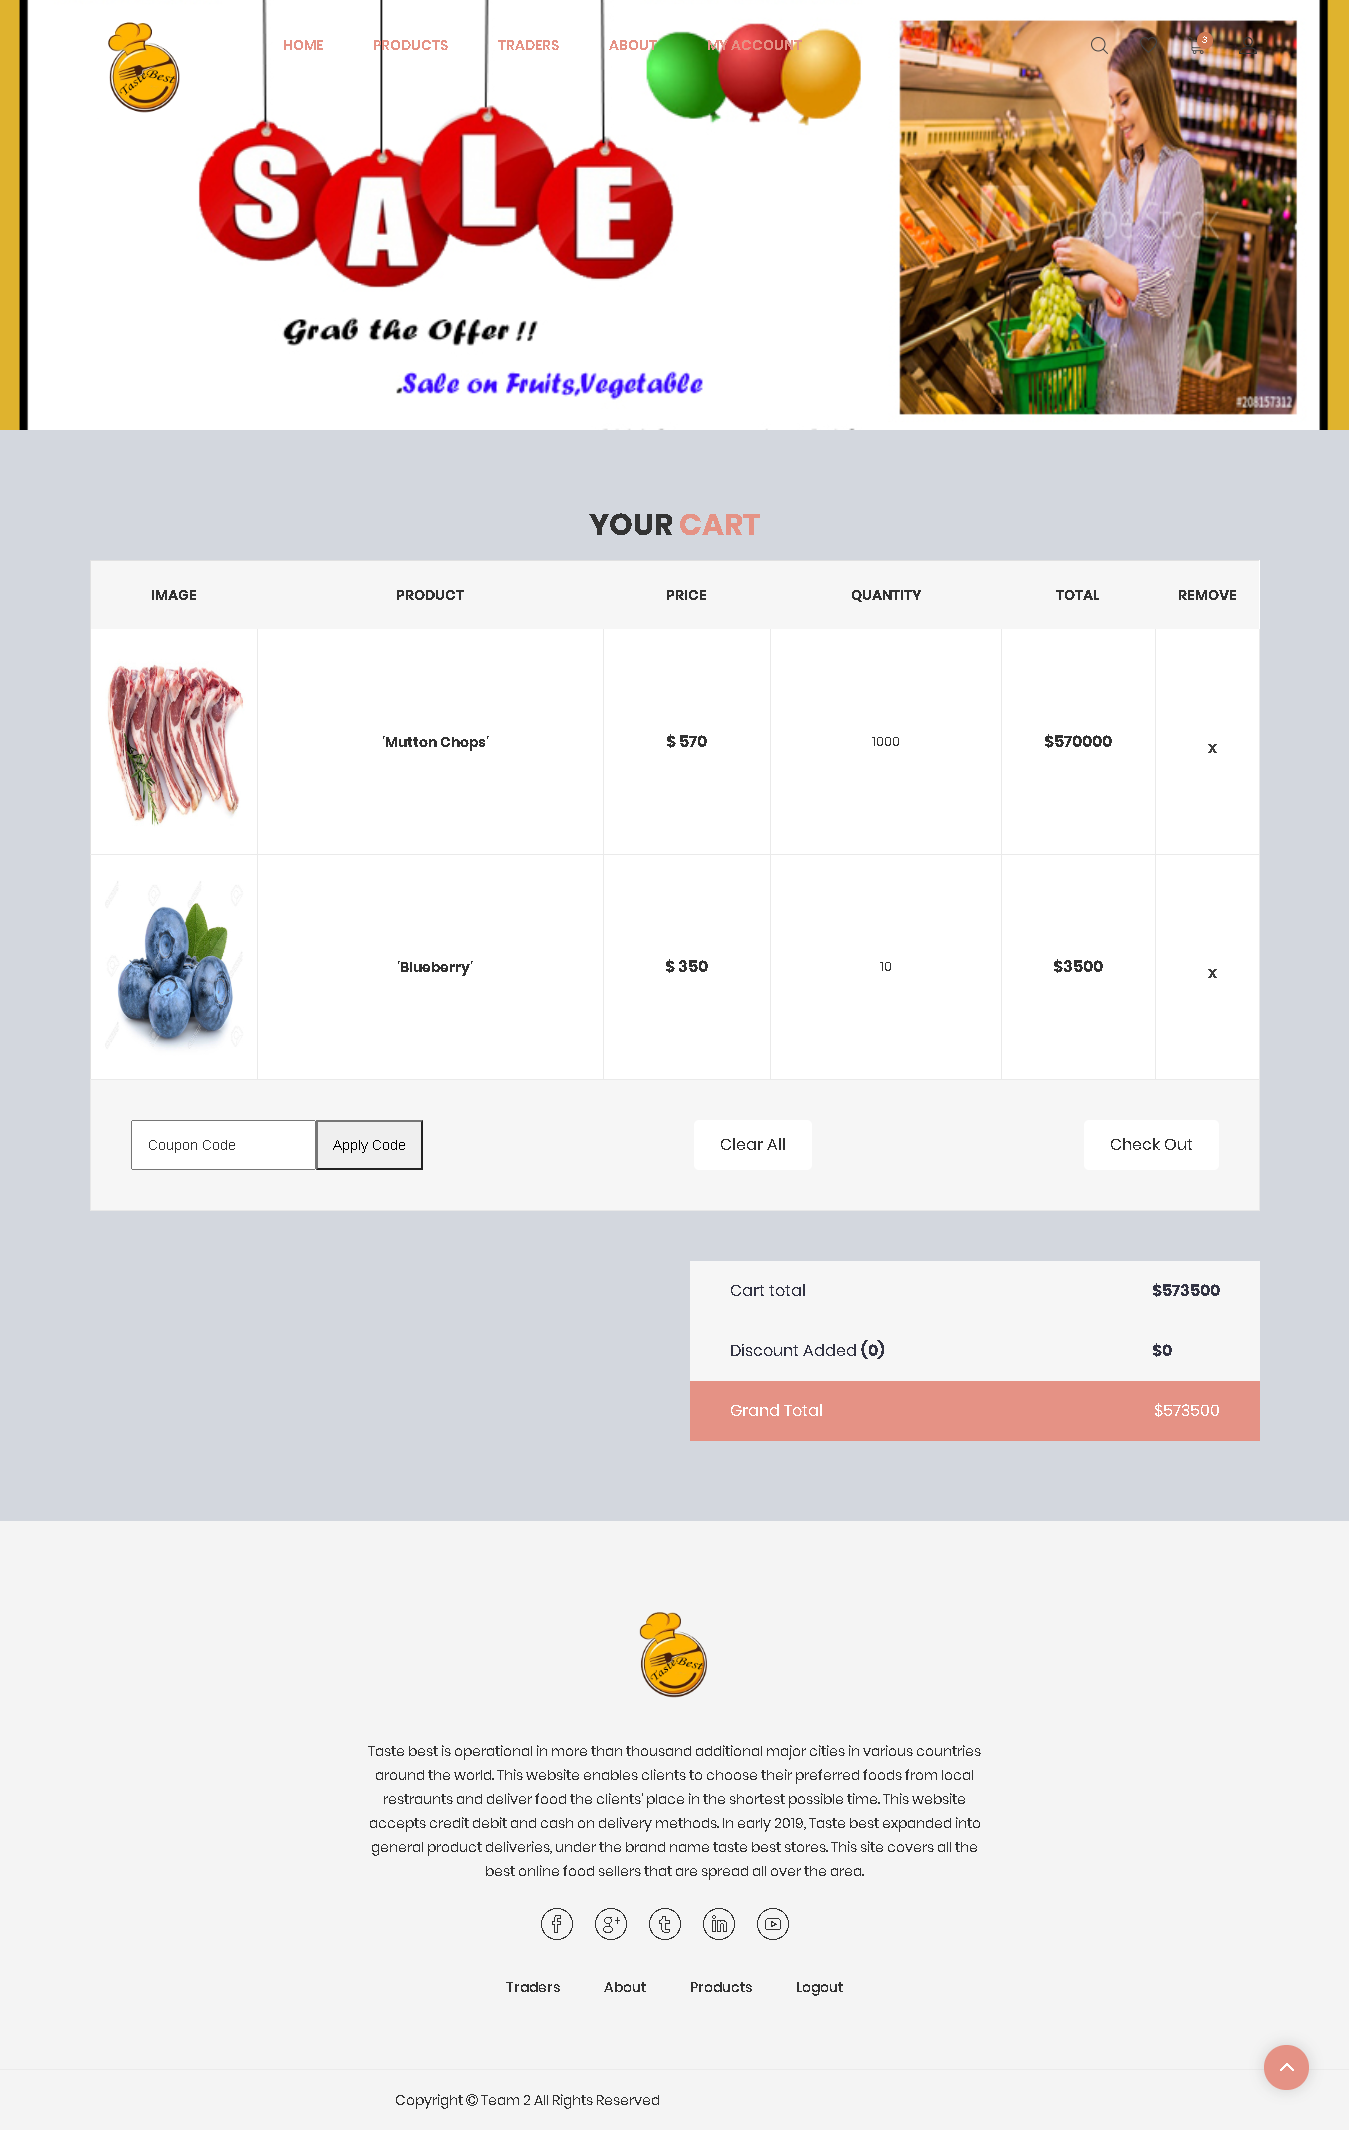 HOME PRODUCTS TRADERS ABOUT MY ACCOUNT
3
Taste Best
SALE
Adobe Stock
Grab the Offer !!
.Sale on Fruits,Vegetable
#208157312
YOUR CART
IMAGE PRODUCT PRICE QUANTITY TOTAL REMOVE
'Mutton Chops' $ 570 1000 $570000 x
'Blueberry' $ 350 10 $3500 x
Coupon Code Apply Code Clear All Check Out
Cart total $573500
Discount Added (0) $0
Grand Total $573500
Taste Best
Taste best is operational in more than thousand additional major cities in various countries
around the world. This website enables clients to choose their preferred foods from local
restraunts and deliver food the clients' place in the shortest possible time. This website
accepts credit debit and cash on delivery methods. In early 2019, Taste best expanded into
general product deliveries, under the brand name taste best stores. This site covers all the
best online food sellers that are spread all over the area.
Traders About Products Logout
Copyright © Team 2 All Rights Reserved